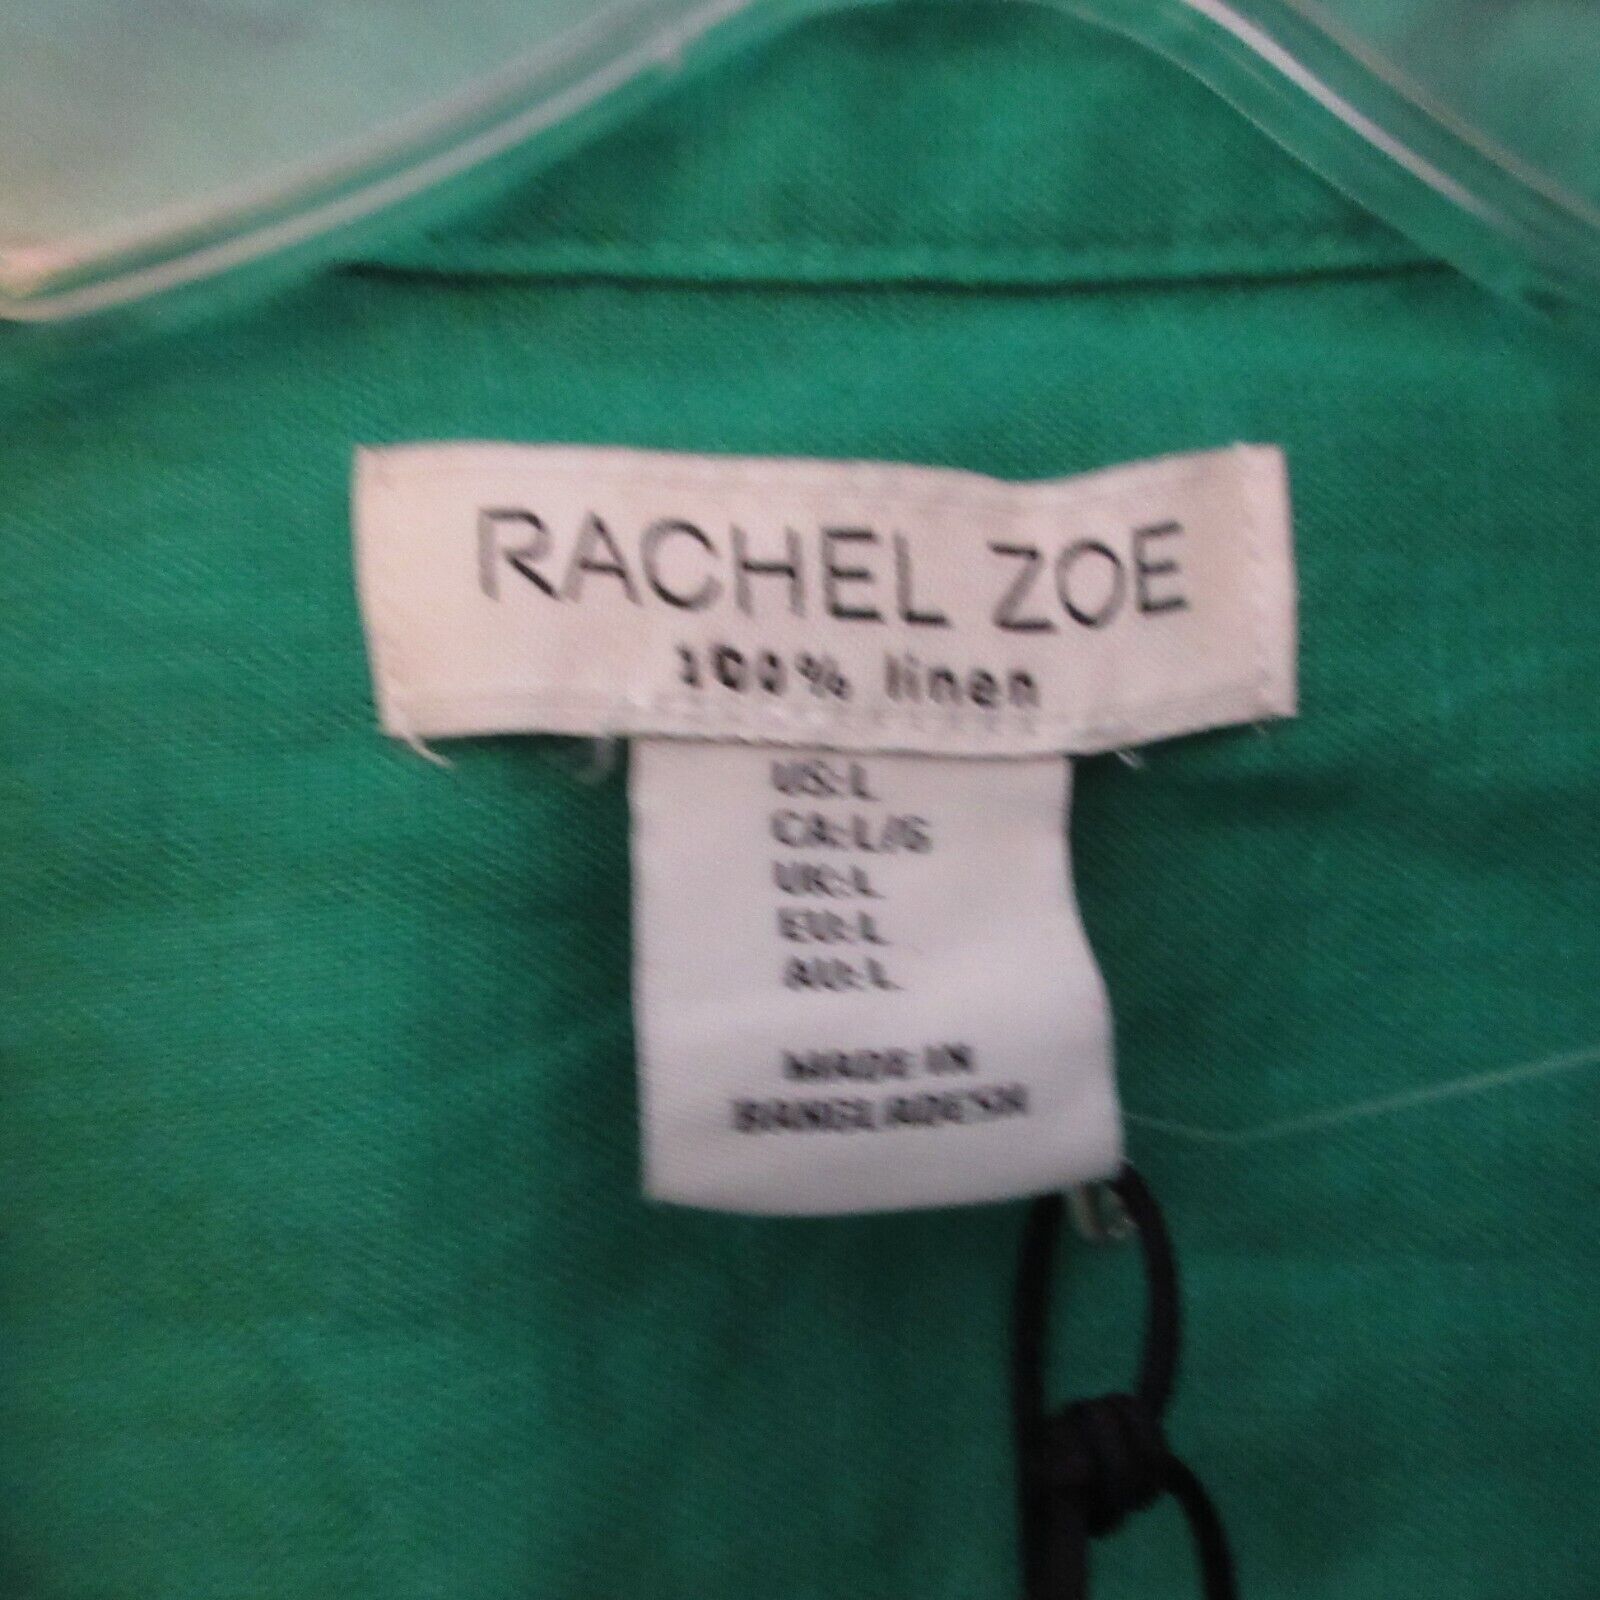 RACHEL ZOE
100% linen
US: L
CA: L/G
UK: L
EU: L
AU: L
MADE IN
BANGLADESH